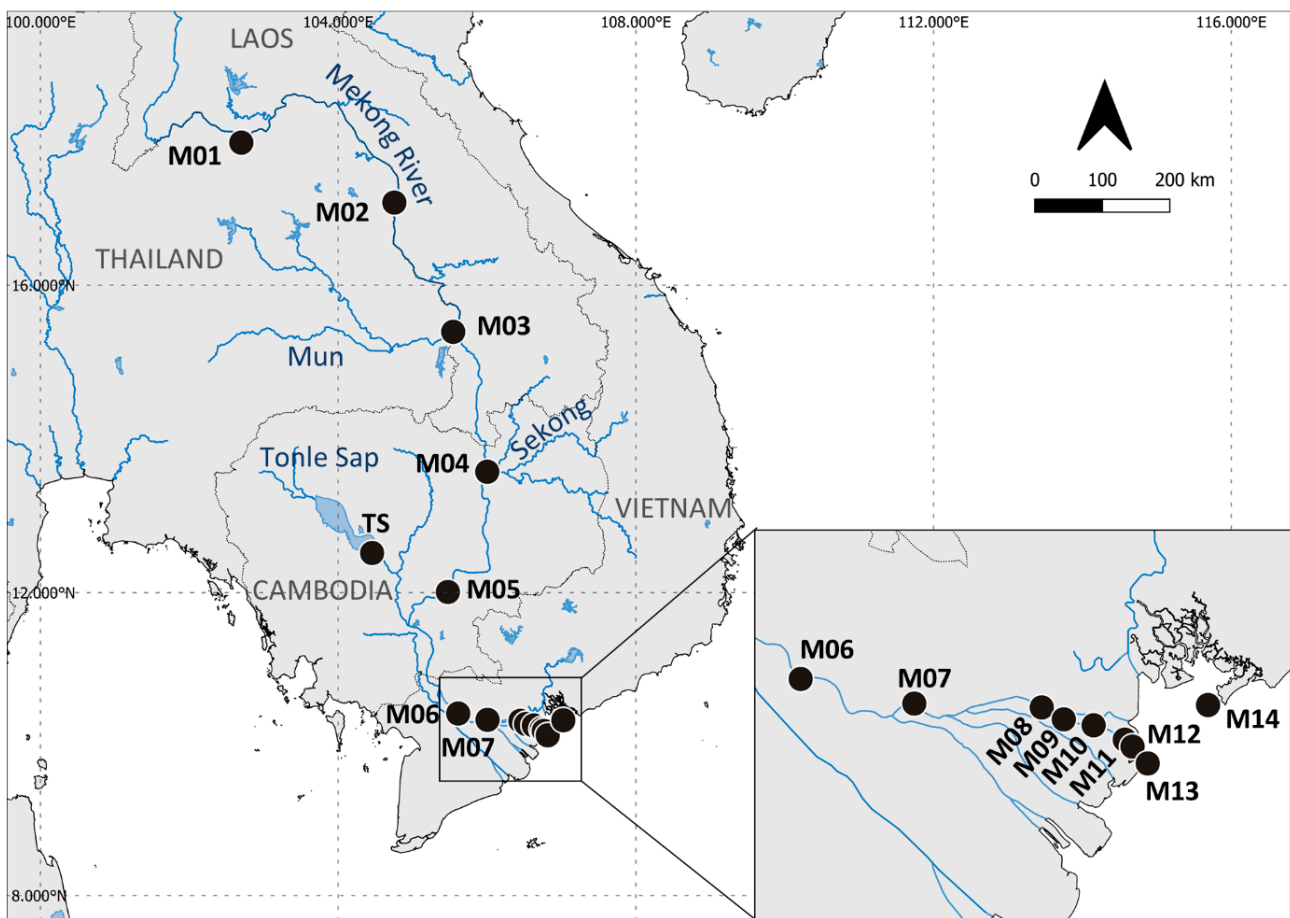 100.000°E
104.000°E
108.000°E
112.000°E
116.000°E
LAOS
Mekong River
M01
M02
0 100 200 km
THAILAND
16.000°N
M03
Mun
Sekong
Tonle Sap
M04
VIETNAM
TS
CAMBODIA
M05
12.000°N
M06
M07
M06
M07
M08
M09
M10
M11
M12
M13
M14
8.000°N